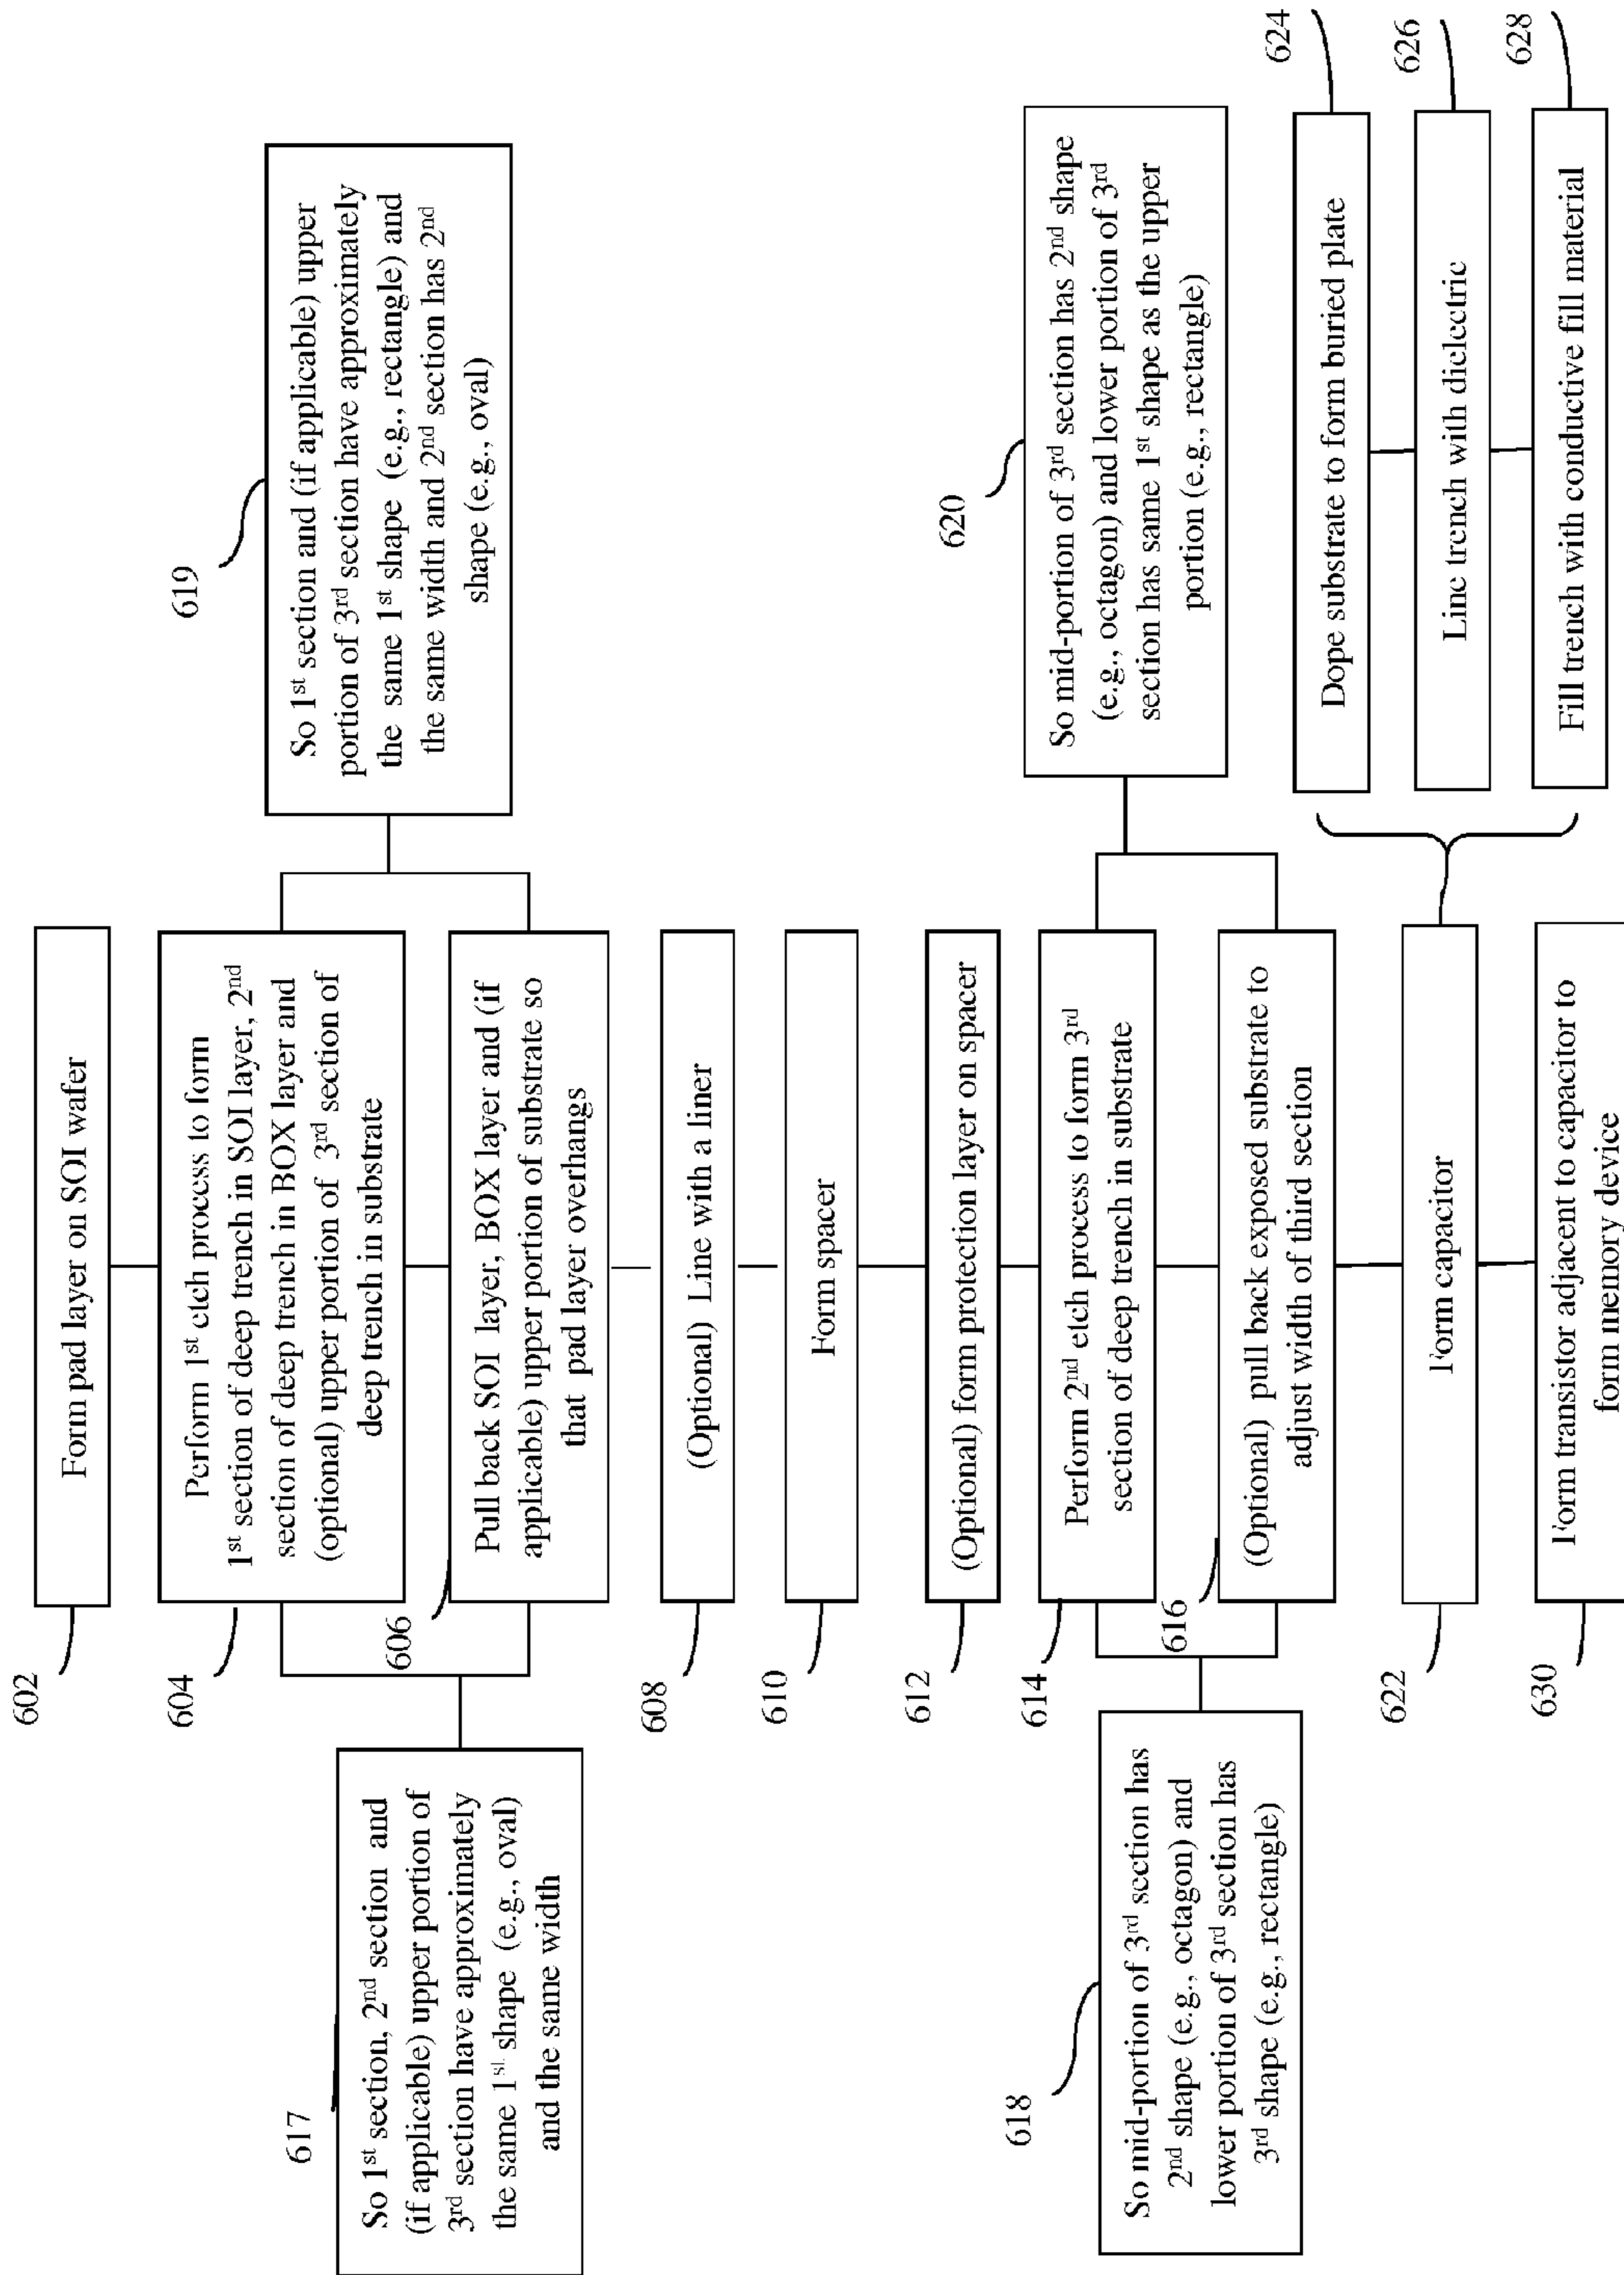 602
Form pad layer on SOI wafer
604
Perform 1st etch process to form
1st section of deep trench in SOI layer, 2nd
section of deep trench in BOX layer and
(optional) upper portion of 3rd section of
deep trench in substrate
606
Pull back SOI layer, BOX layer and (if
applicable) upper portion of substrate so
that pad layer overhangs
617
So 1st section, 2nd section and
(if applicable) upper portion of
3rd section have approximately
the same 1st shape (e.g., oval)
and the same width
619
So 1st section and (if applicable) upper
portion of 3rd section have approximately
the same 1st shape (e.g., rectangle) and
the same width and 2nd section has 2nd
shape (e.g., oval)
608
(Optional) Line with a liner
610
Form spacer
612
(Optional) form protection layer on spacer
614
Perform 2nd etch process to form 3rd
section of deep trench in substrate
616
(Optional) pull back exposed substrate to
adjust width of third section
618
So mid-portion of 3rd section has
2nd shape (e.g., octagon) and
lower portion of 3rd section has
3rd shape (e.g., rectangle)
620
So mid-portion of 3rd section has 2nd shape
(e.g., octagon) and lower portion of 3rd
section has same 1st shape as the upper
portion (e.g., rectangle)
622
Form capacitor
624
Dope substrate to form buried plate
626
Line trench with dielectric
628
Fill trench with conductive fill material
630
Form transistor adjacent to capacitor to
form memory device